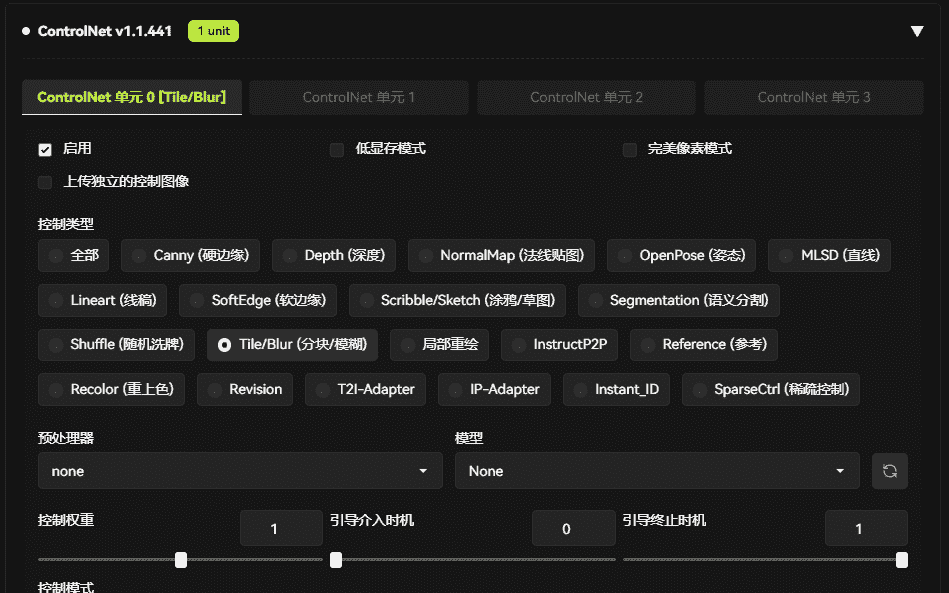 ControlNet v1.1.441 1 unit
ControlNet 单元 0 [Tile/Blur] ControlNet 单元 1 ControlNet 单元 2 ControlNet 单元 3
启用 低显存模式 完美像素模式
上传独立的控制图像
控制类型
全部 Canny (硬边缘) Depth (深度) NormalMap (法线贴图) OpenPose (姿态) MLSD (直线)
Lineart (线稿) SoftEdge (软边缘) Scribble/Sketch (涂鸦/草图) Segmentation (语义分割)
Shuffle (随机洗牌) Tile/Blur (分块/模糊) 局部重绘 InstructP2P Reference (参考)
Recolor (重上色) Revision T2I-Adapter IP-Adapter Instant_ID SparseCtrl (稀疏控制)
预处理器 模型
none None
控制权重 1 引导介入时机 0 引导终止时机 1
控制模式